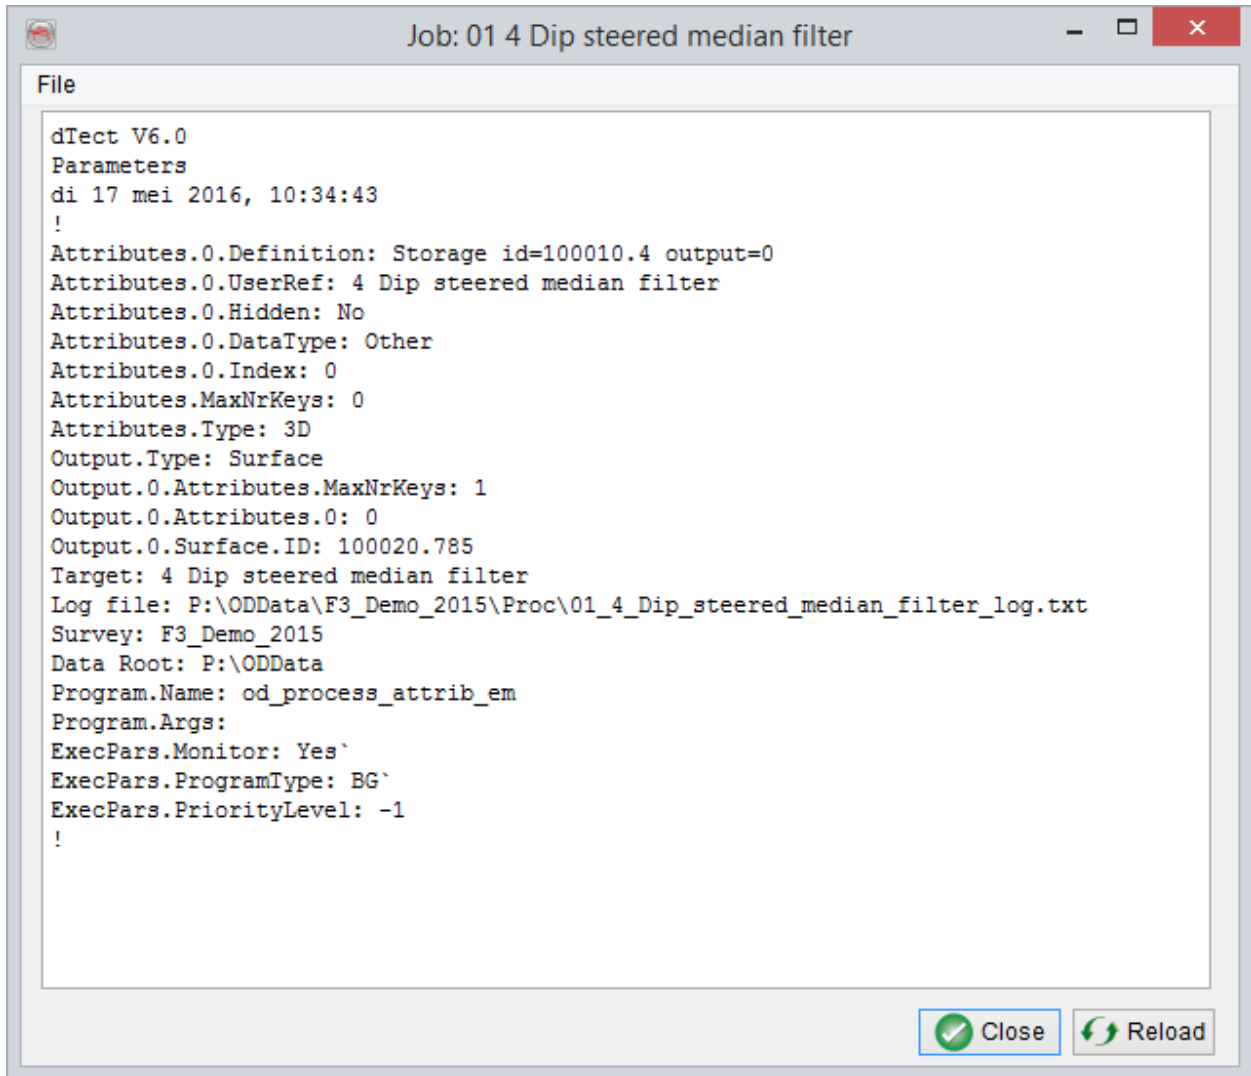 Job: 01 4 Dip steered median filter
File
dTect V6.0
Parameters
di 17 mei 2016, 10:34:43
!
Attributes.0.Definition: Storage id=100010.4 output=0
Attributes.0.UserRef: 4 Dip steered median filter
Attributes.0.Hidden: No
Attributes.0.DataType: Other
Attributes.0.Index: 0
Attributes.MaxNrKeys: 0
Attributes.Type: 3D
Output.Type: Surface
Output.0.Attributes.MaxNrKeys: 1
Output.0.Attributes.0: 0
Output.0.Surface.ID: 100020.785
Target: 4 Dip steered median filter
Log file: P:\ODData\F3_Demo_2015\Proc\01_4_Dip_steered_median_filter_log.txt
Survey: F3_Demo_2015
Data Root: P:\ODData
Program.Name: od_process_attrib_em
Program.Args:
ExecPars.Monitor: Yes`
ExecPars.ProgramType: BG`
ExecPars.PriorityLevel: -1
!
Close Reload